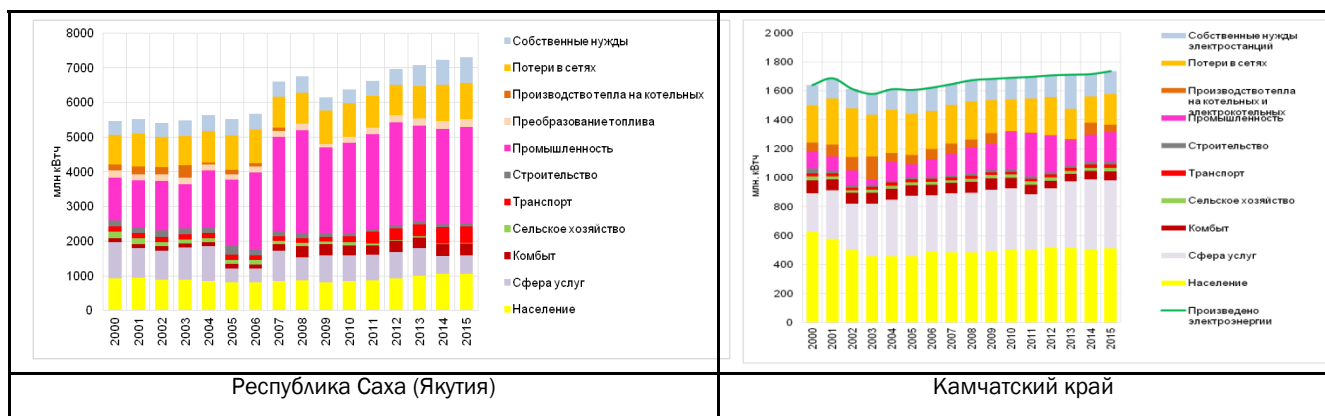 8000
7000
6000
5000
4000
3000
2000
1000
0
млн кВтч
2000
2001
2002
2003
2004
2005
2006
2007
2008
2009
2010
2011
2012
2013
2014
2015
Собственные нужды
Потери в сетях
Производство тепла на котельных
Преобразование топлива
Промышленность
Строительство
Транспорт
Сельское хозяйство
Комбыт
Сфера услуг
Население
2 000
1 800
1 600
1 400
1 200
1 000
800
600
400
200
0
млн. кВтч
2000
2001
2002
2003
2004
2005
2006
2007
2008
2009
2010
2011
2012
2013
2014
2015
Собственные нужды
электростанций
Потери в сетях
Производство тепла
на котельных и
электрокотельных
Промышленность
Строительство
Транспорт
Сельское хозяйство
Комбыт
Сфера услуг
Население
Произведено
электроэнергии
Республика Саха (Якутия)
Камчатский край